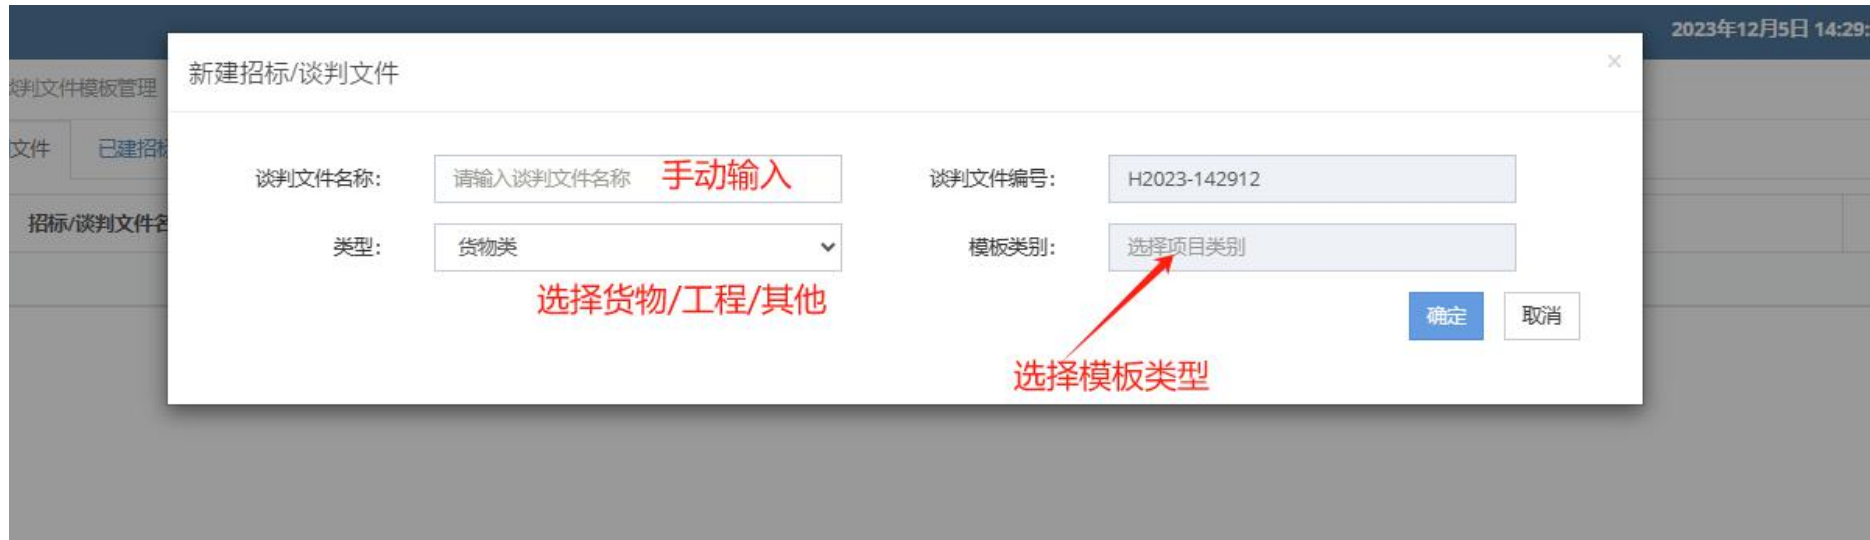 2023年12月5日 14:29:
新建招标/谈判文件
×
谈判文件模板管理
文件 已建招标
谈判文件名称: 请输入谈判文件名称 手动输入 谈判文件编号: H2023-142912
招标/谈判文件名
类型: 货物类 模板类别: 选择项目类别
选择货物/工程/其他
确定 取消
选择模板类型